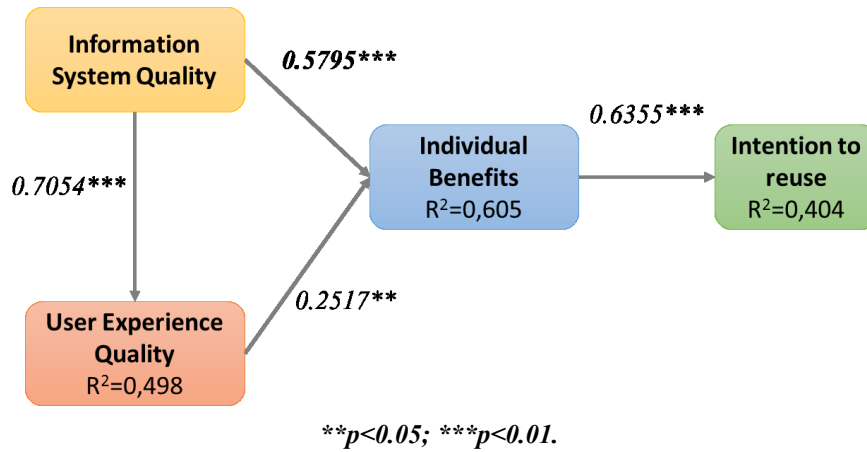 Information
System Quality
0.5795***
0.6355***
Individual
Benefits
R²=0,605
Intention to
reuse
R²=0,404
0.7054***
0.2517**
User Experience
Quality
R²=0,498
**p<0.05; ***p<0.01.